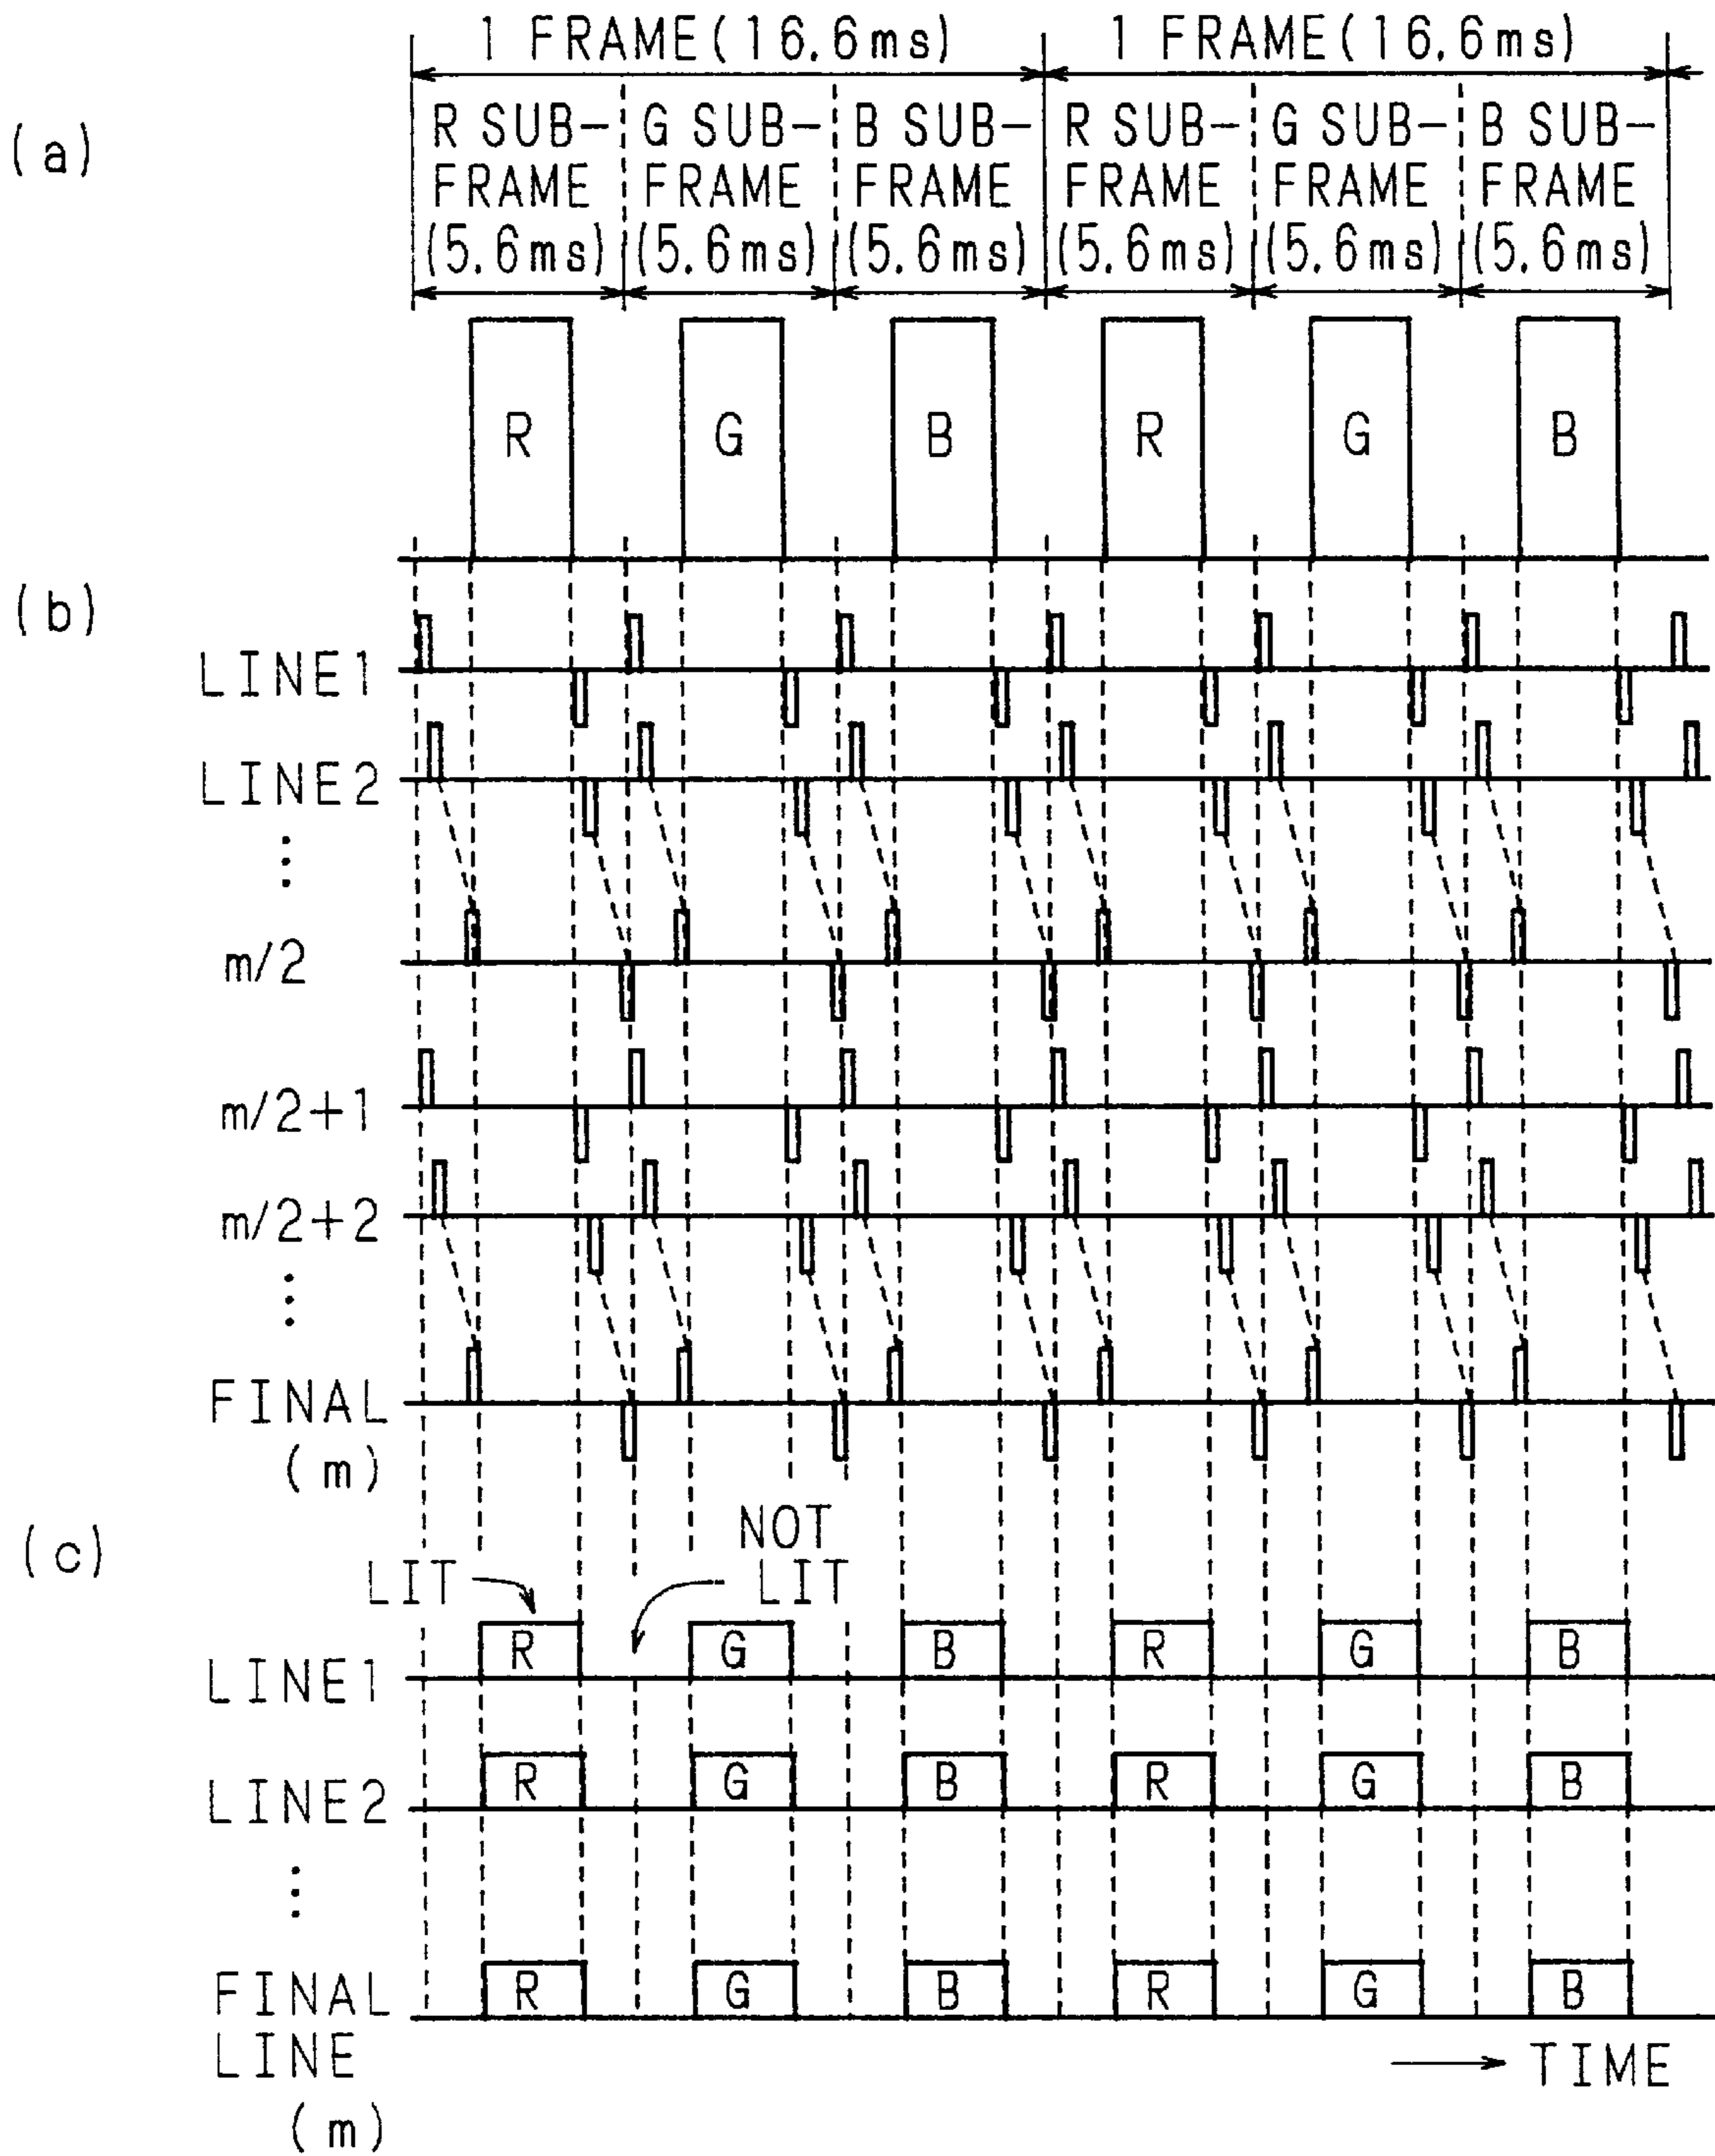 1 FRAME(16.6ms) 1 FRAME(16.6ms)
(a)
R SUB- G SUB- B SUB- R SUB- G SUB- B SUB-
FRAME FRAME FRAME FRAME FRAME FRAME
(5.6ms) (5.6ms) (5.6ms) (5.6ms) (5.6ms) (5.6ms)
R G B R G B
(b)
LINE1
LINE2
⋮
m/2
m/2+1
m/2+2
⋮
FINAL
(m)
(c)
NOT
LIT LIT
R G B R G B
LINE1
R G B R G B
LINE2
⋮
R G B R G B
FINAL
LINE
(m)
TIME